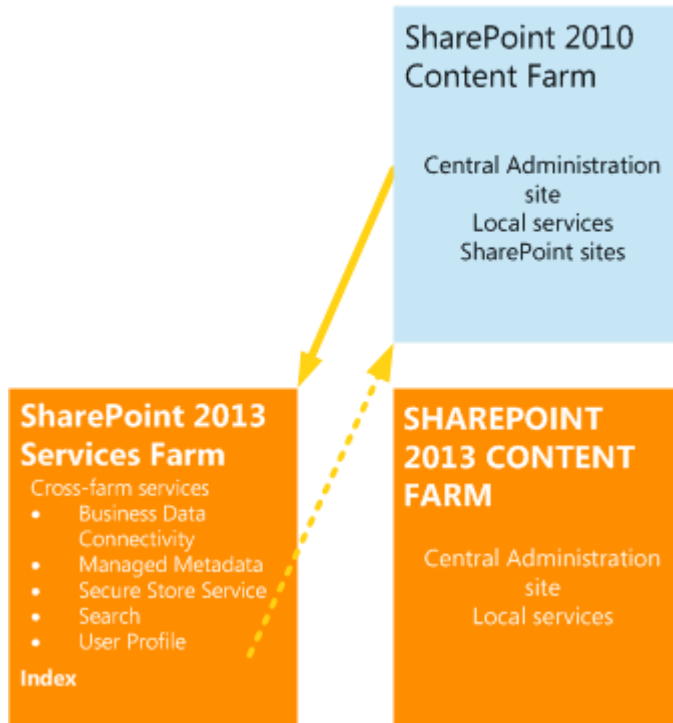 SharePoint 2010
Content Farm
Central Administration
site
Local services
SharePoint sites
SharePoint 2013
Services Farm
Cross-farm services
• Business Data
Connectivity
• Managed Metadata
• Secure Store Service
• Search
• User Profile
Index
SHAREPOINT
2013 CONTENT
FARM
Central Administration
site
Local services